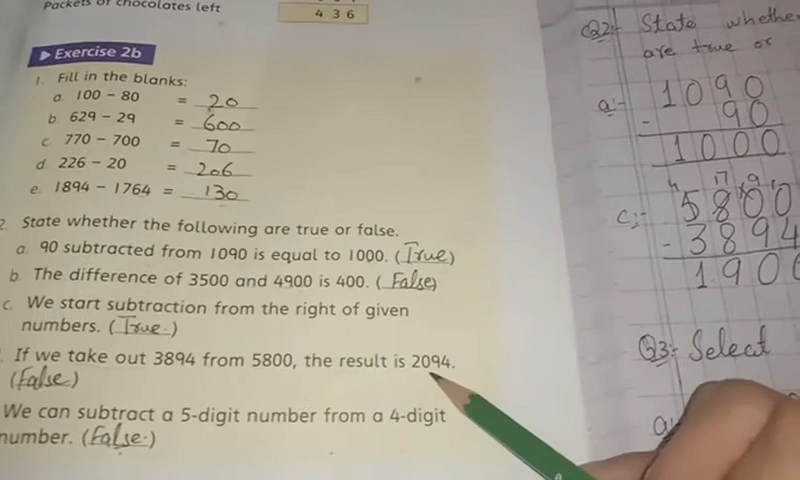 Packets of chocolates left
4 3 6
▶ Exercise 2b
1. Fill in the blanks:
a. 100 - 80 = 20
b. 629 - 29 = 600
c. 770 - 700 = 70
d. 226 - 20 = 206
e. 1894 - 1764 = 130
2. State whether the following are true or false.
a. 90 subtracted from 1090 is equal to 1000. (True)
b. The difference of 3500 and 4900 is 400. (False)
c. We start subtraction from the right of given
numbers. (True.)
If we take out 3894 from 5800, the result is 2094.
(False)
We can subtract a 5-digit number from a 4-digit
number. (False.)
Q2:- State whether
are true or
a:- 1090
- 90
1000
c:- 5800
- 3894
190
Q3:- Select
a